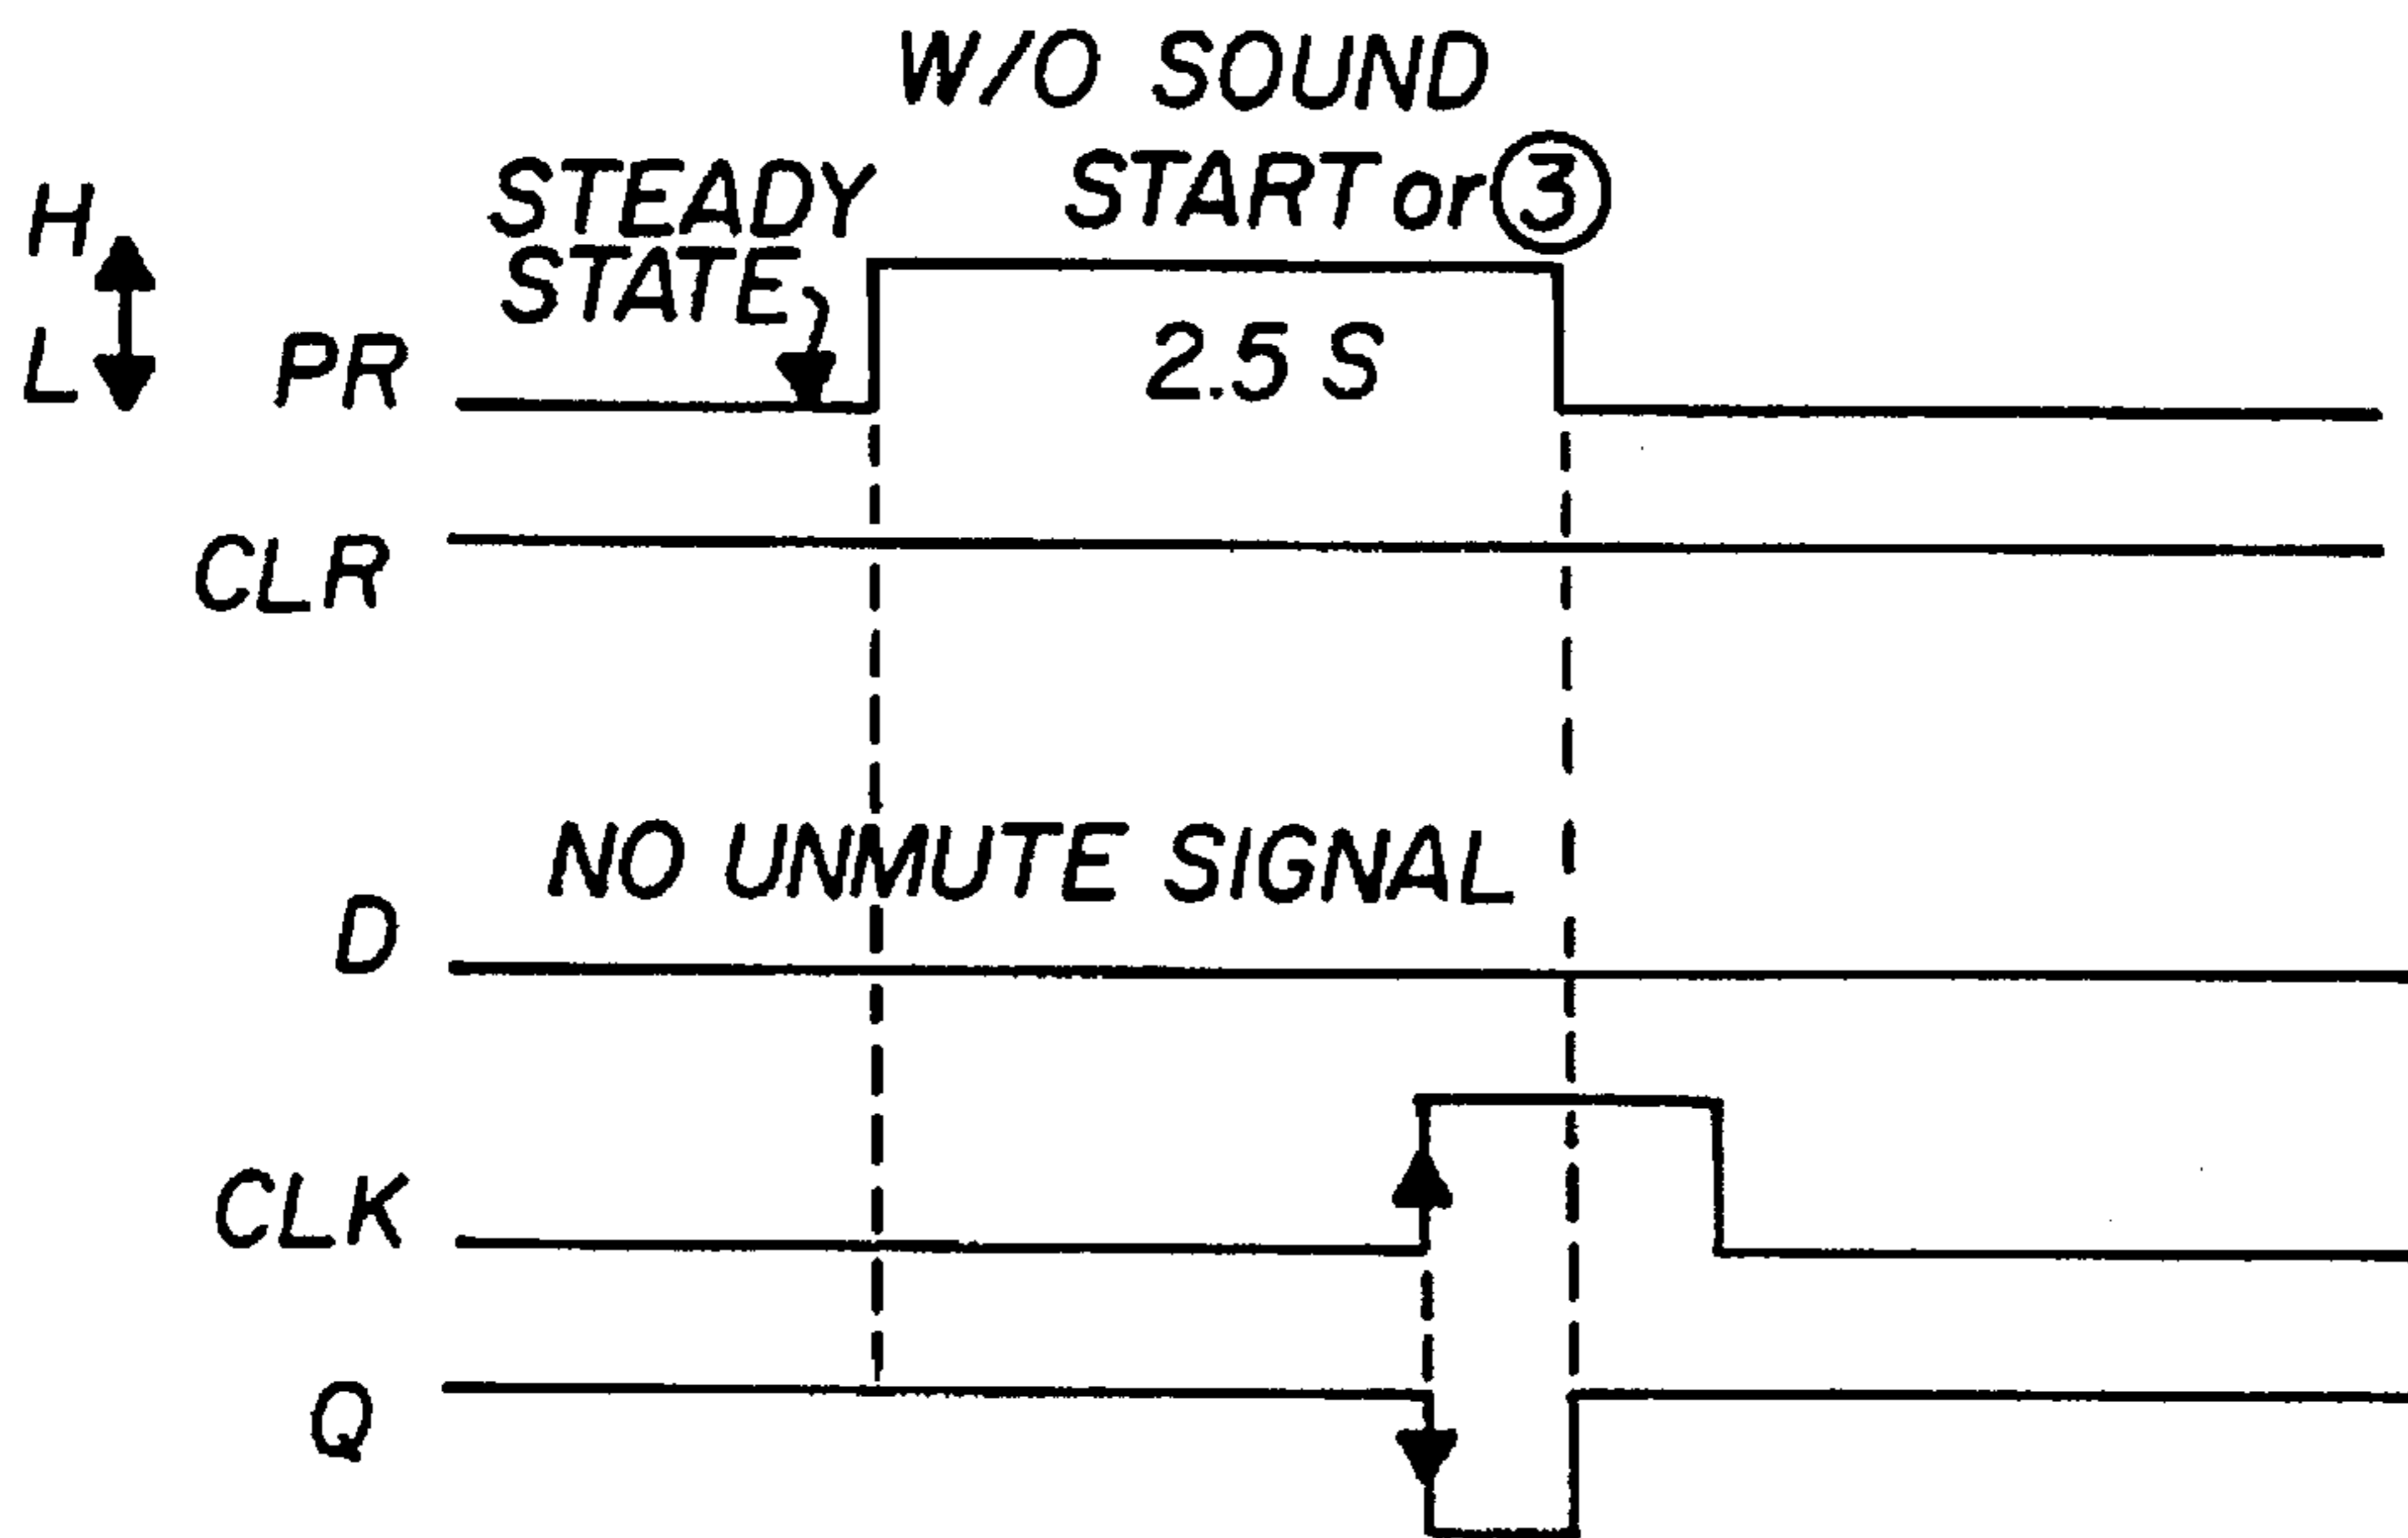 W/O SOUND
START or ③
STEADY
STATE
H
L
PR
2.5 S
CLR
NO UNMUTE SIGNAL
D
CLK
Q